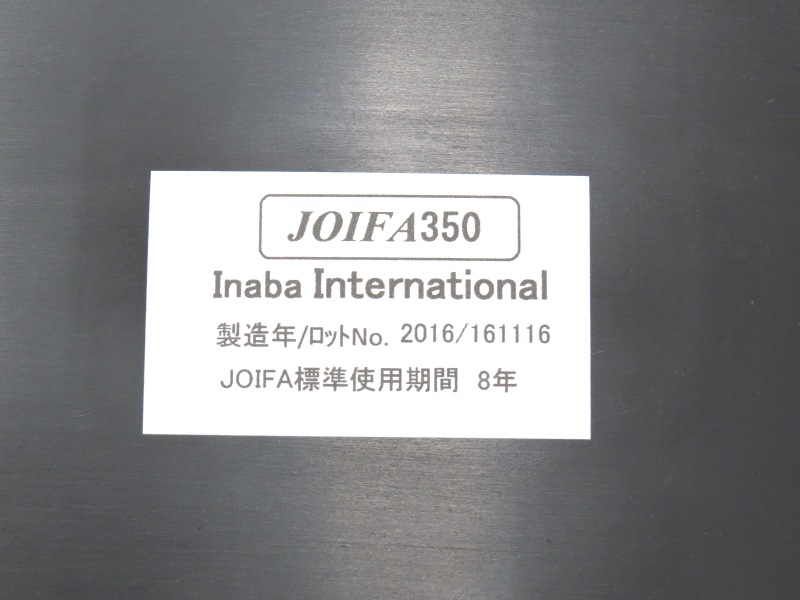 JOIFA350
Inaba International
製造年/ﾛｯﾄNo. 2016/161116
JOIFA標準使用期間 8年